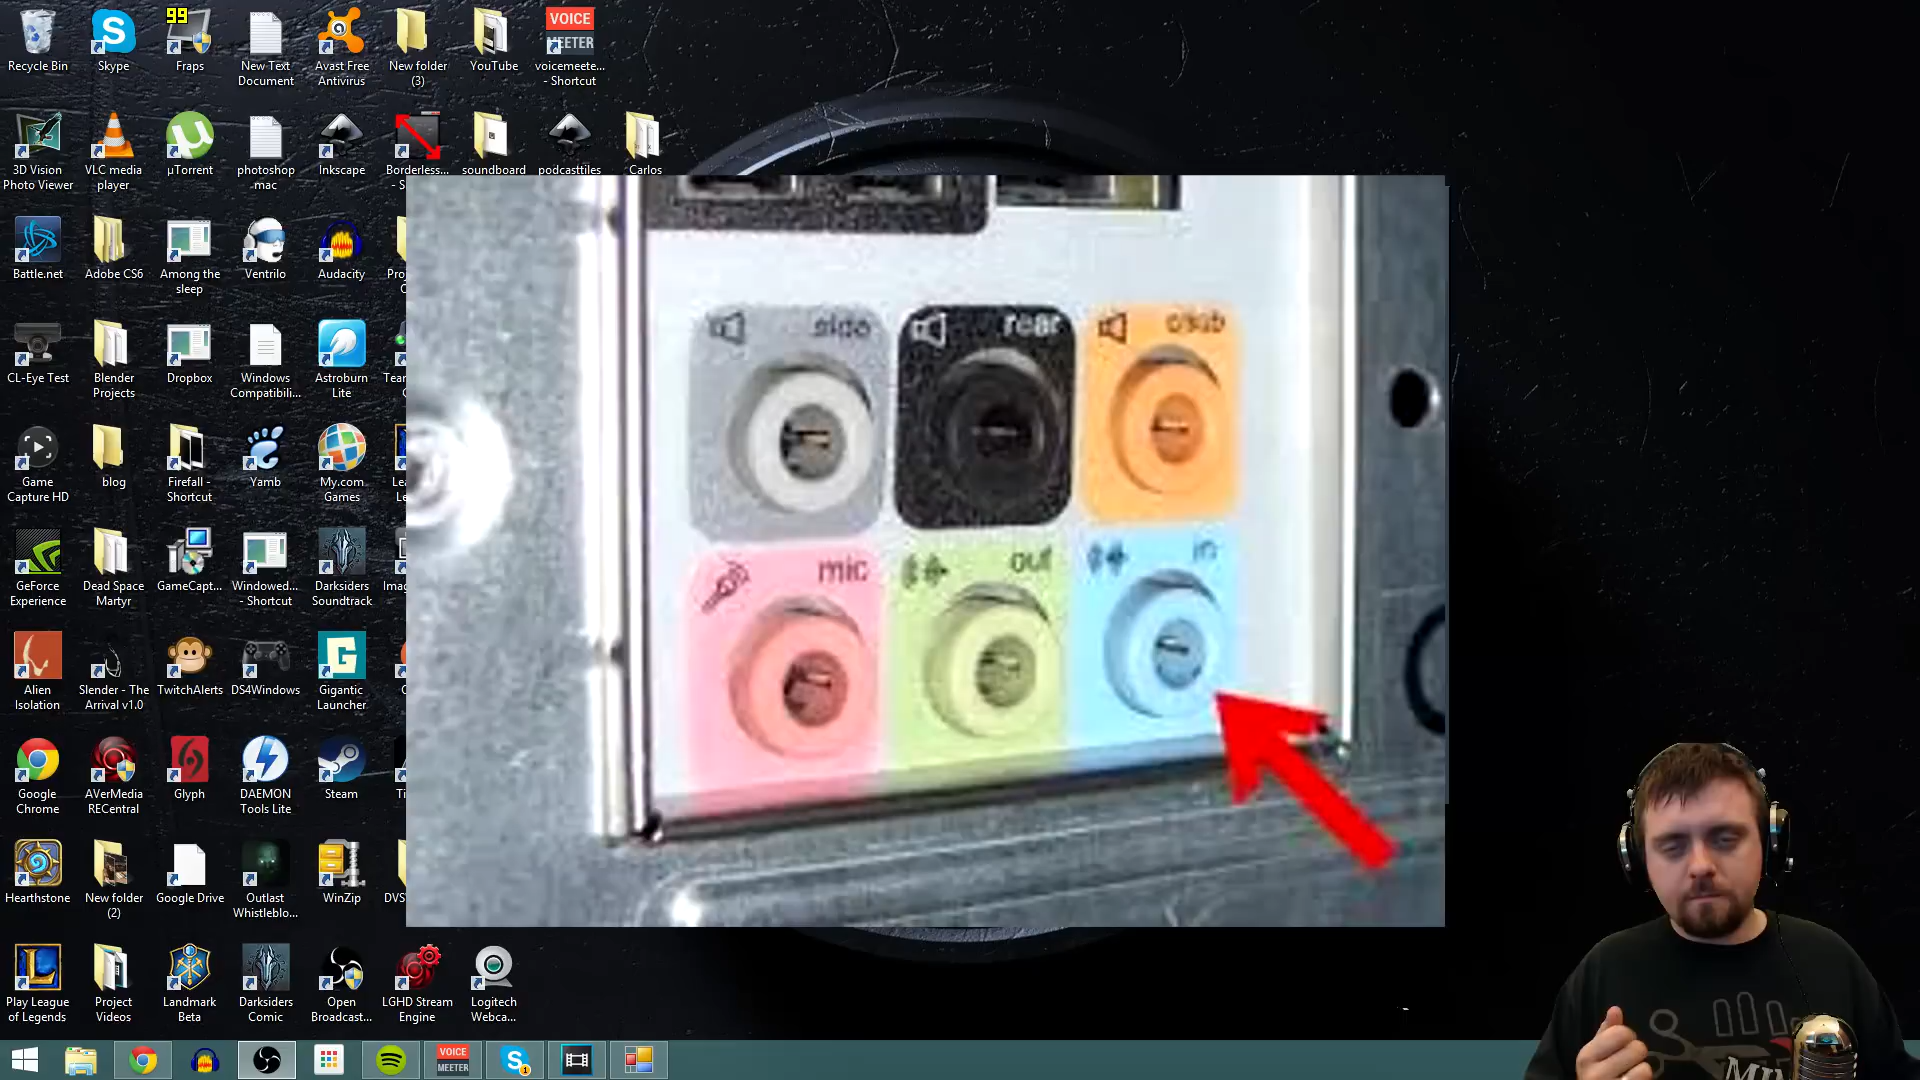 99
VOICE
MEETER
Recycle Bin
Skype
Fraps
New Text
Document
Avast Free
Antivirus
New folder
(3)
YouTube
voicemeete...
- Shortcut
3D Vision
Photo Viewer
VLC media
player
µTorrent
photoshop
mac
Inkscape
Borderless...
soundboard
podcasttiles
Carlos
Battle.net
Adobe CS6
Among the
sleep
Ventrilo
Audacity
CL-Eye Test
Blender
Projects
Dropbox
Windows
Compatibili...
Astroburn
Lite
Game
Capture HD
blog
Firefall -
Shortcut
Yamb
My.com
Games
GeForce
Experience
Dead Space
Martyr
GameCapt...
Windowed...
- Shortcut
Darksiders
Soundtrack
Alien
Isolation
Slender - The
Arrival v1.0
TwitchAlerts
DS4Windows
Gigantic
Launcher
Google
Chrome
AVerMedia
RECentral
Glyph
DAEMON
Tools Lite
Steam
Hearthstone
New folder
(2)
Google Drive
Outlast
Whistleblo...
WinZip
Play League
of Legends
Project
Videos
Landmark
Beta
Darksiders
Comic
Open
Broadcast...
LGHD Stream
Engine
Logitech
Webca...
side
rear
c/sub
mic
out
in
VOICE
MEETER
1